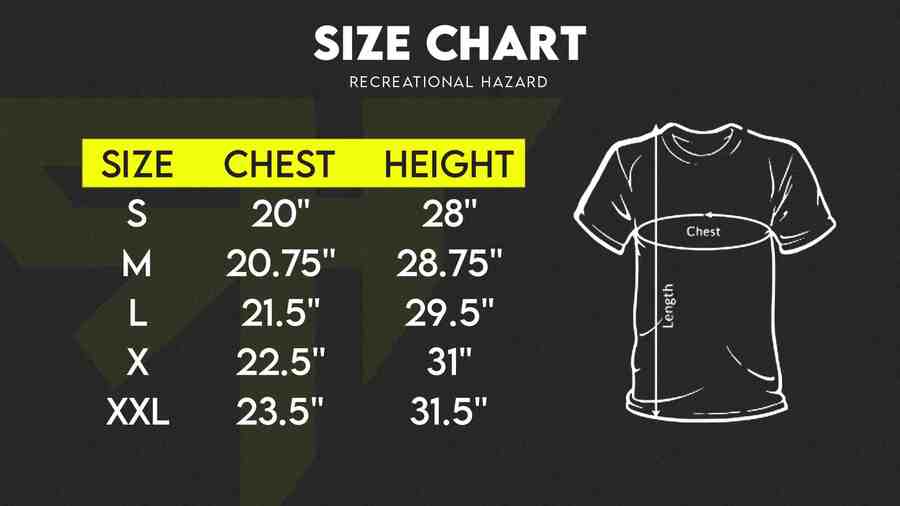 SIZE CHART
RECREATIONAL HAZARD
SIZE CHEST HEIGHT
S 20" 28"
M 20.75" 28.75"
L 21.5" 29.5"
X 22.5" 31"
XXL 23.5" 31.5"
Chest
Length